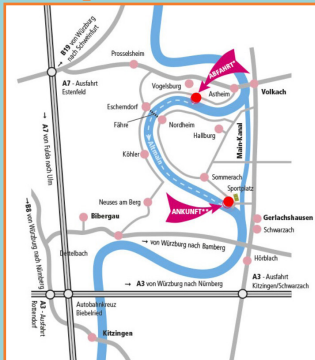 B19 von Würzburg
nach Schweinfurt
Prosselsheim
ABFAHRT*
A7 - Ausfahrt
Estenfeld
Vogelsburg
Astheim
Volkach
Escherndorf
Fähre
Nordheim
Hallburg
Main-Kanal
Altmain
Köhler
→ A7 von Fulda nach Ulm
Sommerach
Sportplatz
Neuses am Berg
ANKUNFT**
→ B8 von Würzburg nach Nürnberg
Bibergau
Gerlachshausen
Schwarzach
→ von Würzburg nach Bamberg
Dettelbach
Hörblach
A3 - Ausfahrt
Kitzingen/Schwarzach
→ A3 von Würzburg nach Nürnberg
A3 - Ausfahrt
Rottendorf
Autobahnkreuz
Biebelried
Kitzingen